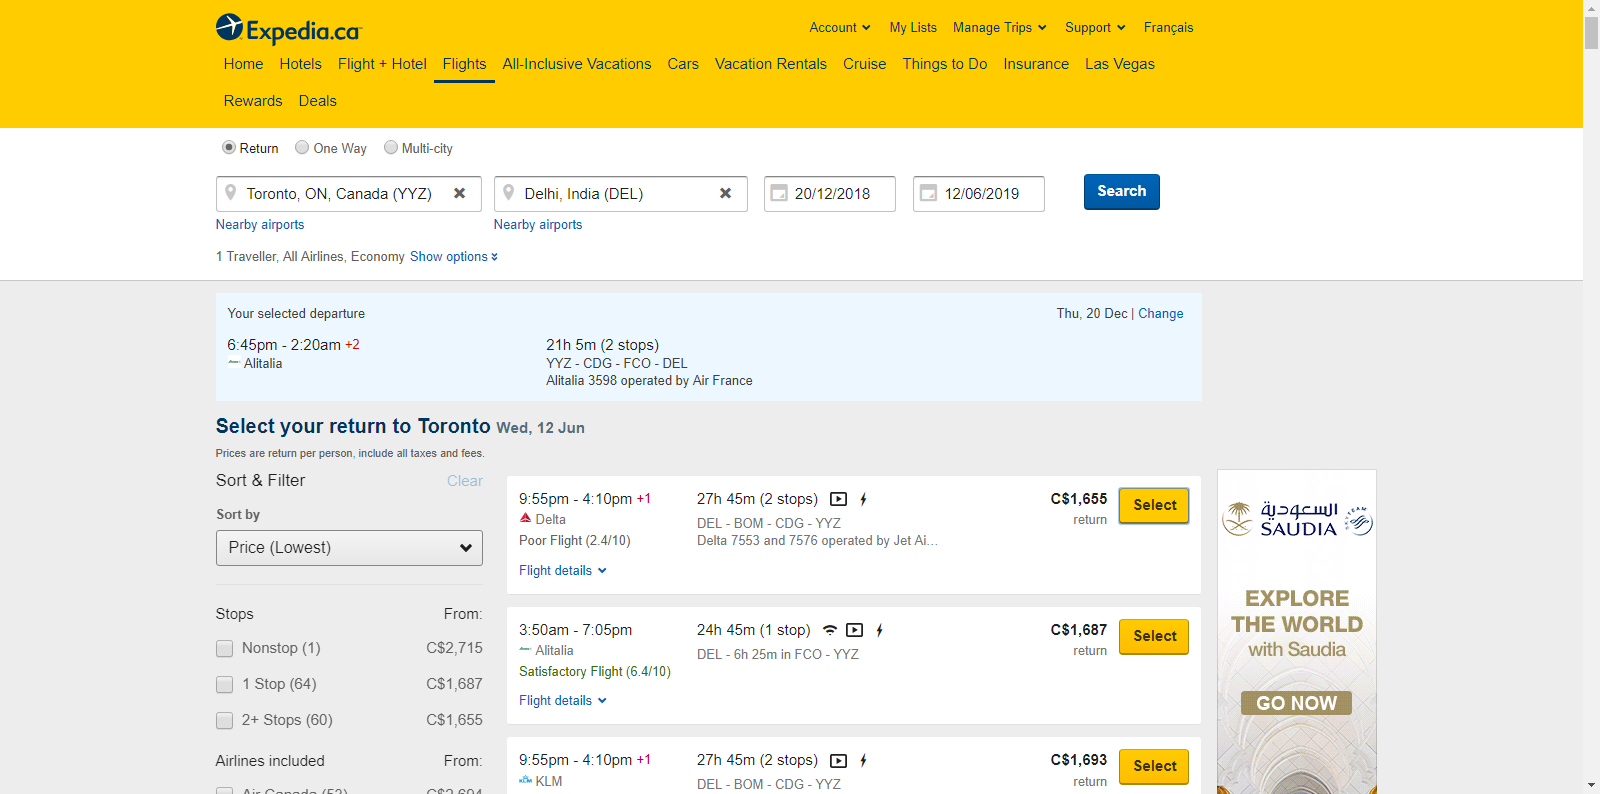 Expedia.ca
Account My Lists Manage Trips Support Français
Home Hotels Flight + Hotel Flights All-Inclusive Vacations Cars Vacation Rentals Cruise Things to Do Insurance Las Vegas
Rewards Deals
Return One Way Multi-city
Toronto, ON, Canada (YYZ) Delhi, India (DEL) 20/12/2018 12/06/2019 Search
Nearby airports Nearby airports
1 Traveller, All Airlines, Economy Show options
Your selected departure Thu, 20 Dec | Change
6:45pm - 2:20am +2 21h 5m (2 stops)
Alitalia YYZ - CDG - FCO - DEL
Alitalia 3598 operated by Air France
Select your return to Toronto Wed, 12 Jun
Prices are return per person, include all taxes and fees.
Sort & Filter Clear
Sort by
Price (Lowest)
Stops From:
Nonstop (1) C$2,715
1 Stop (64) C$1,687
2+ Stops (60) C$1,655
Airlines included From:
Air Canada (53) C$2,694
9:55pm - 4:10pm +1 27h 45m (2 stops) C$1,655 Select
Delta DEL - BOM - CDG - YYZ return
Poor Flight (2.4/10) Delta 7553 and 7576 operated by Jet Ai...
Flight details
3:50am - 7:05pm 24h 45m (1 stop) C$1,687 Select
Alitalia DEL - 6h 25m in FCO - YYZ return
Satisfactory Flight (6.4/10)
Flight details
9:55pm - 4:10pm +1 27h 45m (2 stops) C$1,693 Select
KLM DEL - BOM - CDG - YYZ return
السعودية
SAUDIA
SKYTEAM
EXPLORE
THE WORLD
with Saudia
GO NOW